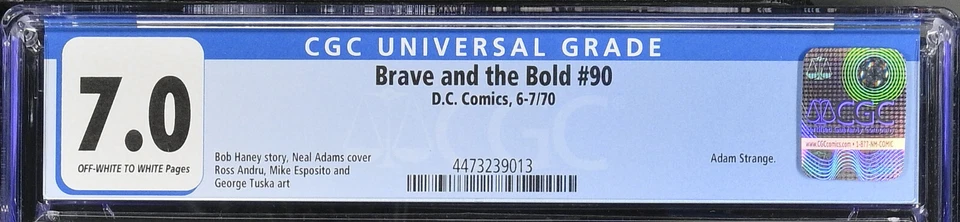 CGC UNIVERSAL GRADE
7.0
OFF-WHITE TO WHITE Pages
Brave and the Bold #90
D.C. Comics, 6-7/70
Bob Haney story, Neal Adams cover
Ross Andru, Mike Esposito and
George Tuska art
4473239013
Adam Strange.
CGC
www.CGCcomics.com • 1-877-NM-COMIC